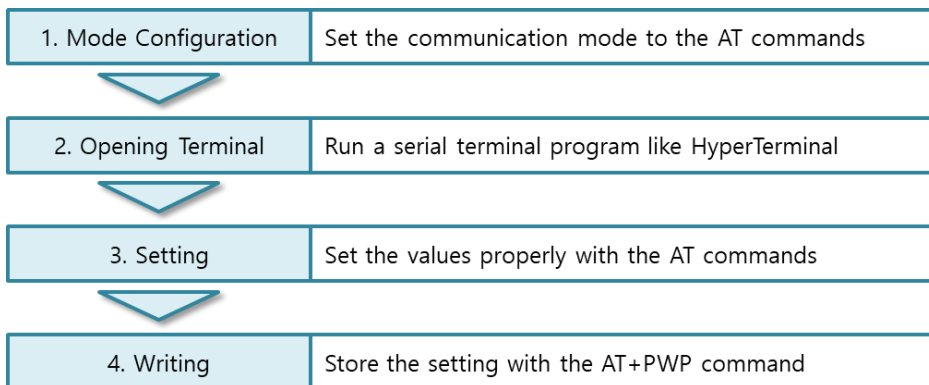 1. Mode Configuration
Set the communication mode to the AT commands
2. Opening Terminal
Run a serial terminal program like HyperTerminal
3. Setting
Set the values properly with the AT commands
4. Writing
Store the setting with the AT+PWP command